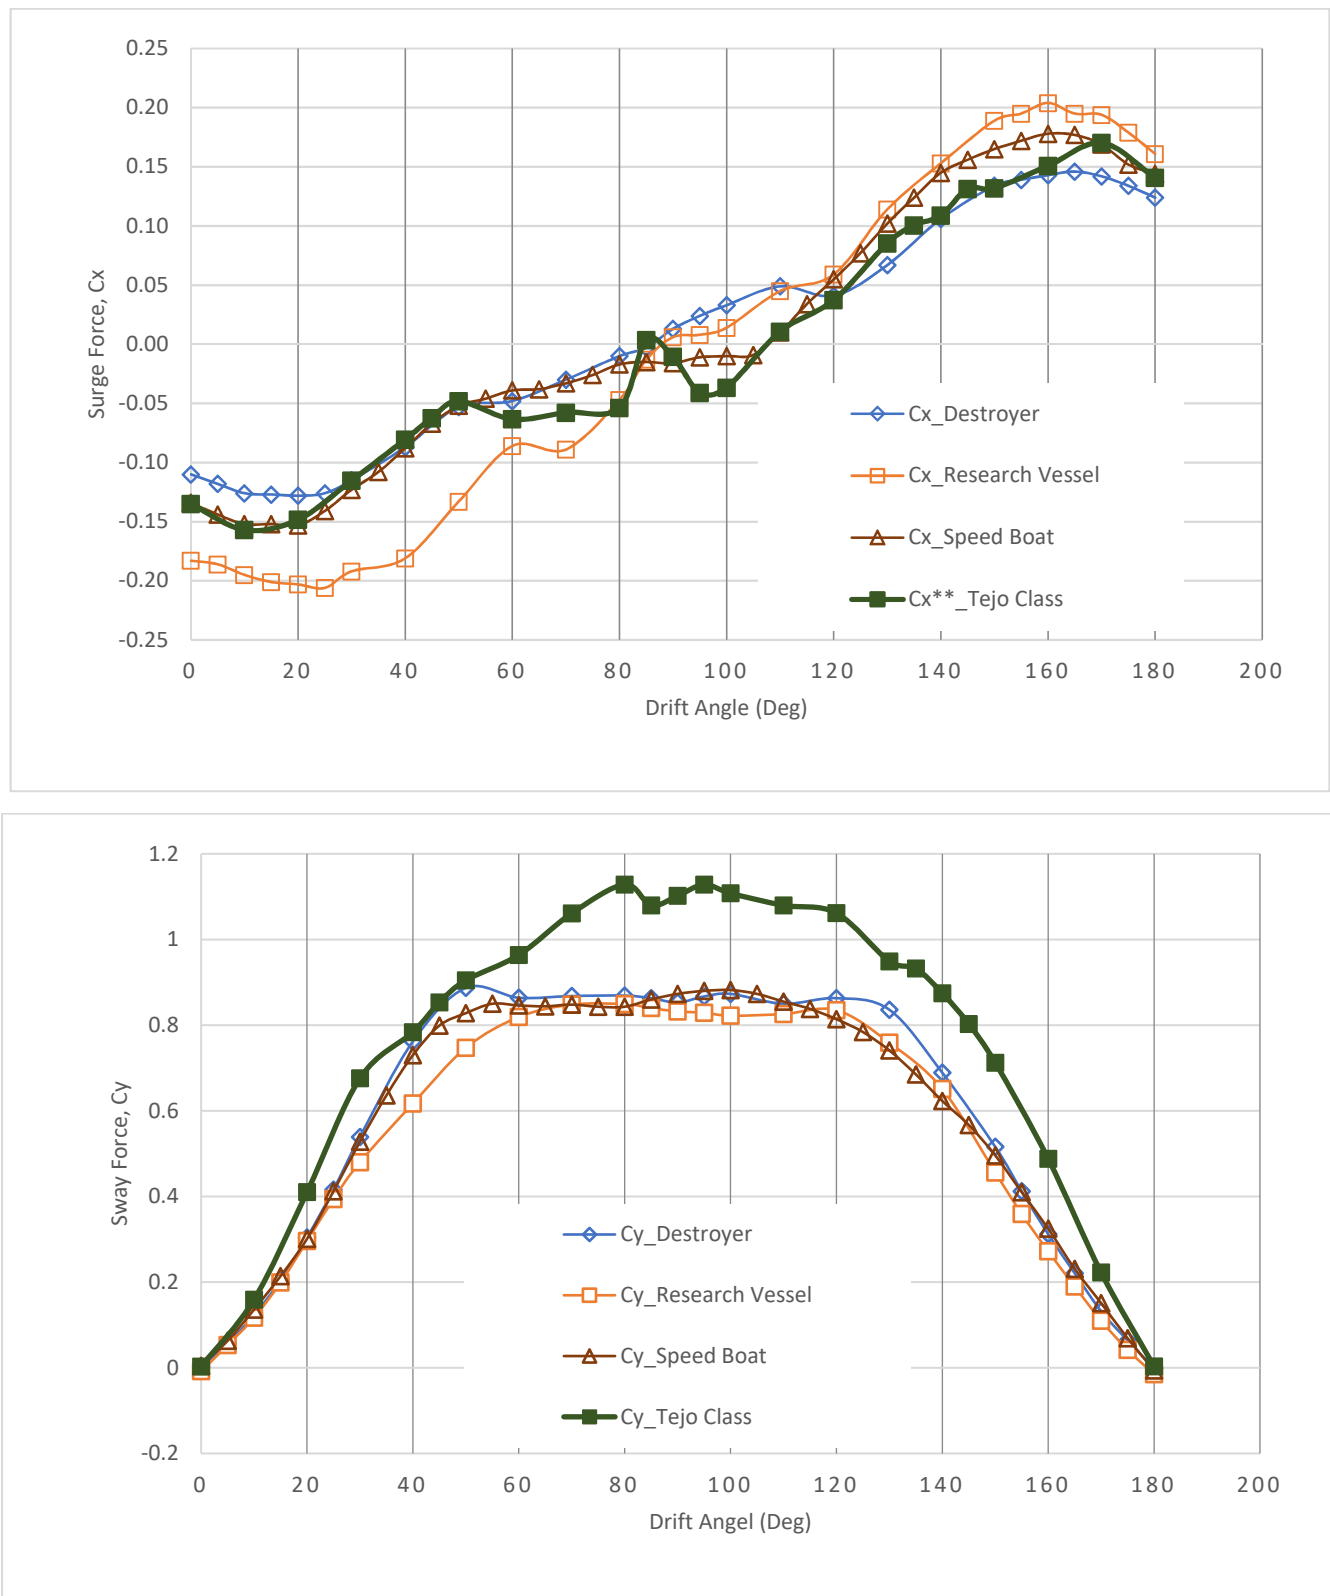 0.25
0.20
0.15
0.10
0.05
0.00
-0.05
-0.10
-0.15
-0.20
-0.25
Surge Force, Cx
Cx_Destroyer
Cx_Research Vessel
Cx_Speed Boat
Cx**_Tejo Class
0 20 40 60 80 100 120 140 160 180 200
Drift Angle (Deg)
1.2
1
0.8
0.6
0.4
0.2
0
-0.2
Sway Force, Cy
Cy_Destroyer
Cy_Research Vessel
Cy_Speed Boat
Cy_Tejo Class
0 20 40 60 80 100 120 140 160 180 200
Drift Angel (Deg)